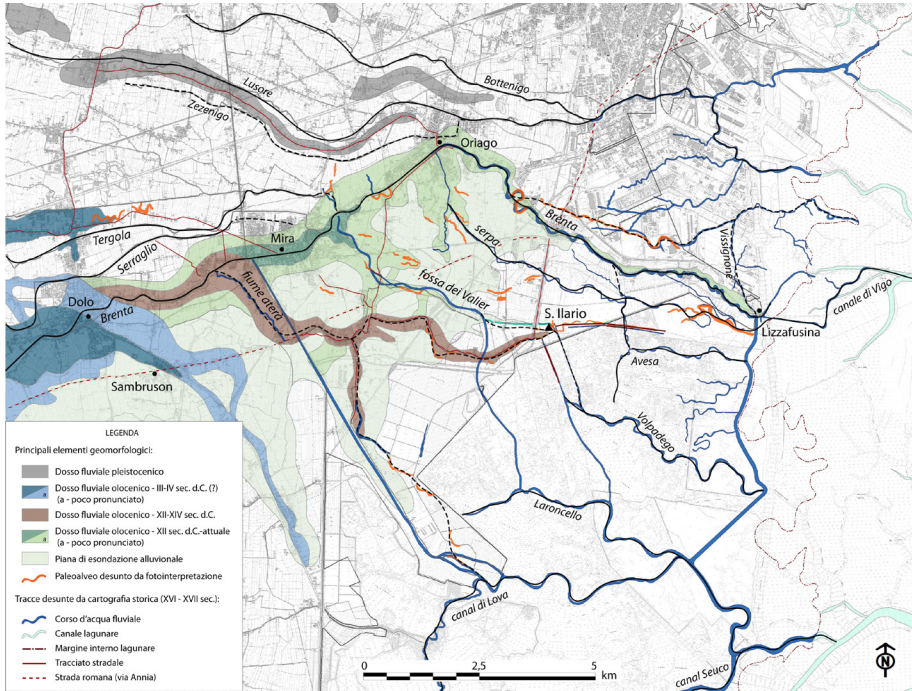 Bottenigo
Lusore
Zezenigo
Oriago
Tergola
Mira
Brenta
serpa-
Vissignone
Serraglio
fiume atera
fossa dei Valier
canale di Vigo
Dolo
Brenta
S. Ilario
Lizzafusina
Avesa
Sambruson
Volpadego
Laroncello
canal di Lova
canal Seuco
LEGENDA
Principali elementi geomorfologici:
Dosso fluviale pleistocenico
a
Dosso fluviale olocenico - III-IV sec. d.C. (?)
(a - poco pronunciato)
Dosso fluviale olocenico - XII-XIV sec. d.C.
a
Dosso fluviale olocenico - XII sec. d.C.-attuale
(a - poco pronunciato)
Piana di esondazione alluvionale
Paleoalveo desunto da fotointerpretazione
Tracce desunte da cartografia storica (XVI - XVII sec.):
Corso d'acqua fluviale
Canale lagunare
Margine interno lagunare
Tracciato stradale
Strada romana (via Annia)
0 2,5 5
km
N